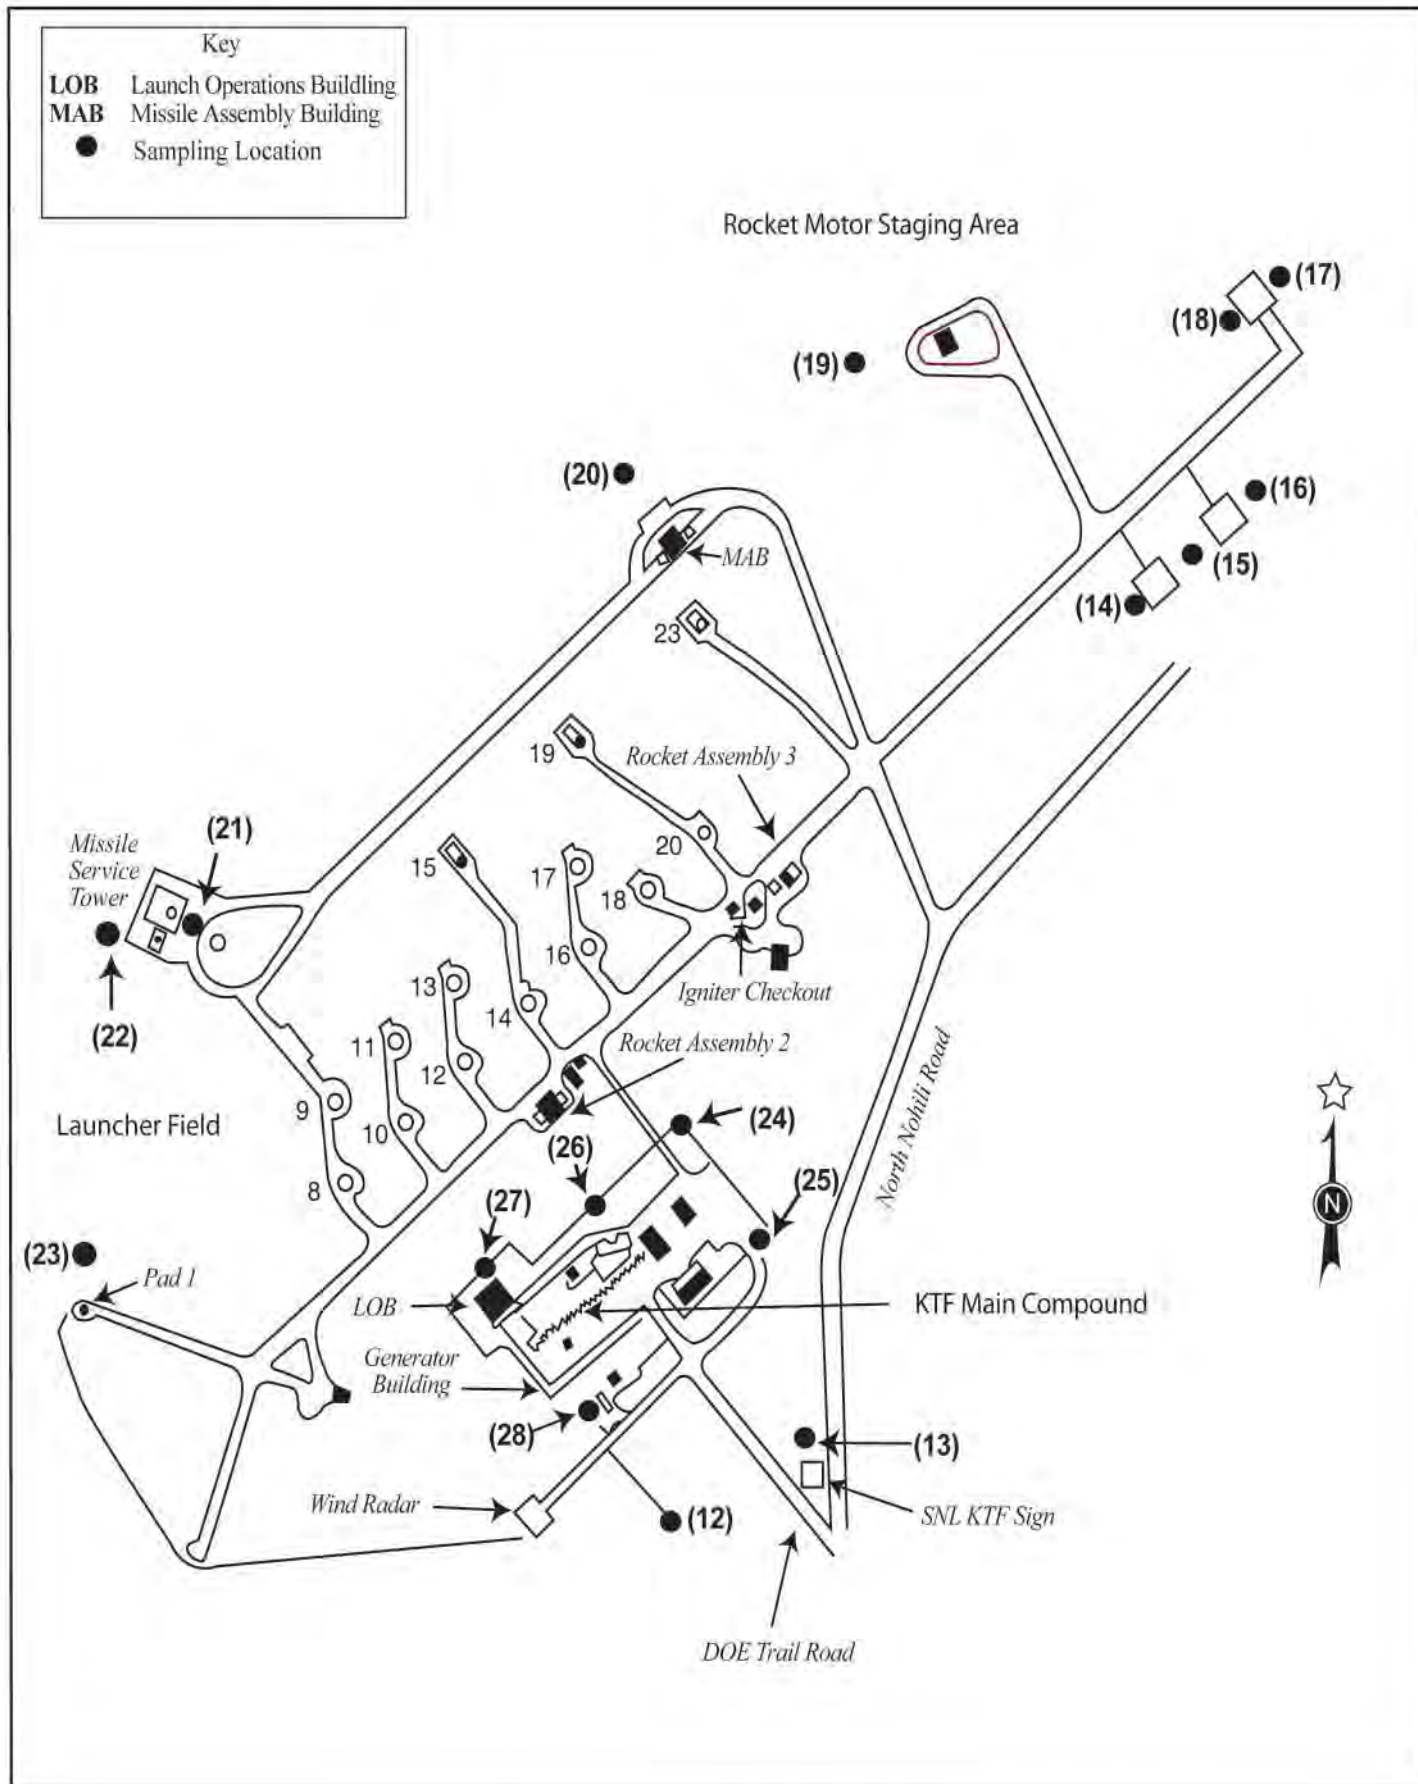 Key
LOB Launch Operations Buildling
MAB Missile Assembly Building
Sampling Location
Rocket Motor Staging Area
(17)
(18)
(19)
(20)
(16)
MAB
(15)
(14)
23
19
Rocket Assembly 3
(21)
Missile
Service
Tower
20
15
17
18
16
13
Igniter Checkout
14
(22)
11
Rocket Assembly 2
12
9
Launcher Field
10
(24)
(26)
North Nohili Road
8
(25)
(27)
N
(23)
Pad 1
LOB
KTF Main Compound
Generator
Building
(28)
(13)
Wind Radar
(12)
SNL KTF Sign
DOE Trail Road